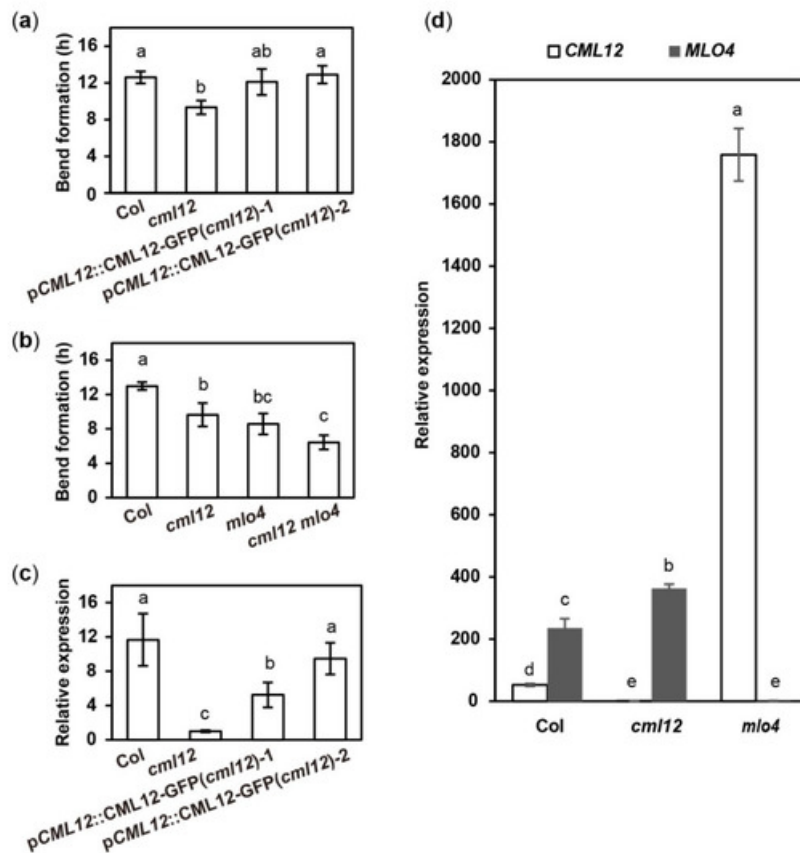 (a)
Bend formation (h)
16
12
8
4
0
a
b
ab
a
Col
cml12
pCML12::CML12-GFP(cml12)-1
pCML12::CML12-GFP(cml12)-2
(b)
Bend formation (h)
16
12
8
4
0
a
b
bc
c
Col
cml12
mlo4
cml12 mlo4
(c)
Relative expression
16
12
8
4
0
a
c
b
a
Col
cml12
pCML12::CML12-GFP(cml12)-1
pCML12::CML12-GFP(cml12)-2
(d)
CML12 MLO4
Relative expression
2000
1800
1600
1400
1200
1000
800
600
400
200
0
d
c
e
b
a
e
Col
cml12
mlo4